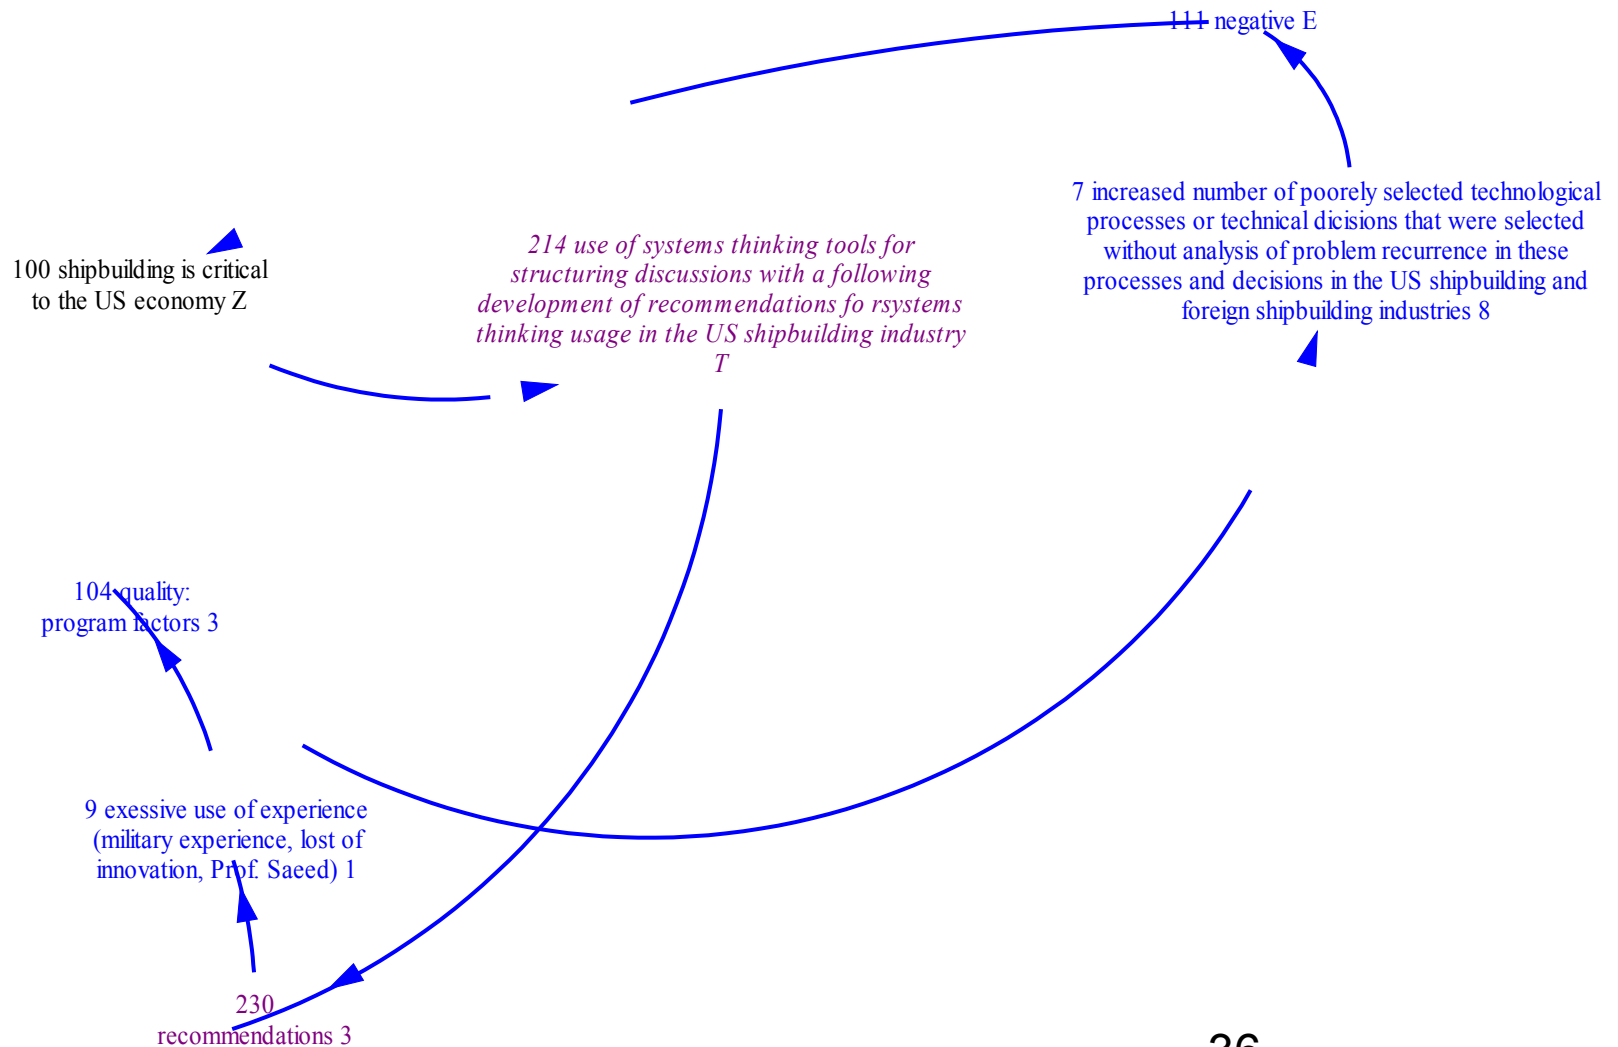 111 negative E
7 increased number of poorely selected technological
processes or technical dicisions that were selected
without analysis of problem recurrence in these
processes and decisions in the US shipbuilding and
foreign shipbuilding industries 8
214 use of systems thinking tools for
structuring discussions with a following
development of recommendations fo rsystems
thinking usage in the US shipbuilding industry
T
100 shipbuilding is critical
to the US economy Z
104 quality:
program factors 3
9 exessive use of experience
(military experience, lost of
innovation, Prof. Saeed) 1
230
recommendations 3
36